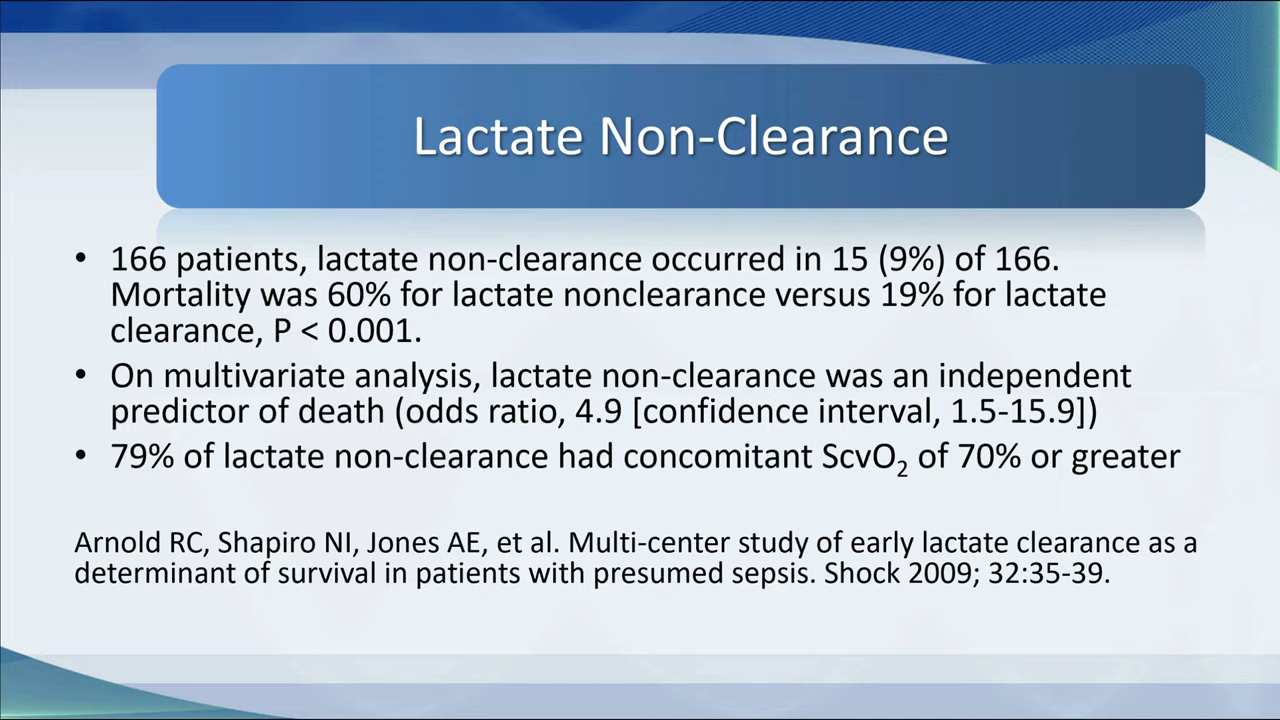 Lactate Non-Clearance
• 166 patients, lactate non-clearance occurred in 15 (9%) of 166.
Mortality was 60% for lactate nonclearance versus 19% for lactate
clearance, P < 0.001.
• On multivariate analysis, lactate non-clearance was an independent
predictor of death (odds ratio, 4.9 [confidence interval, 1.5-15.9])
• 79% of lactate non-clearance had concomitant ScvO₂ of 70% or greater
Arnold RC, Shapiro NI, Jones AE, et al. Multi-center study of early lactate clearance as a
determinant of survival in patients with presumed sepsis. Shock 2009; 32:35-39.